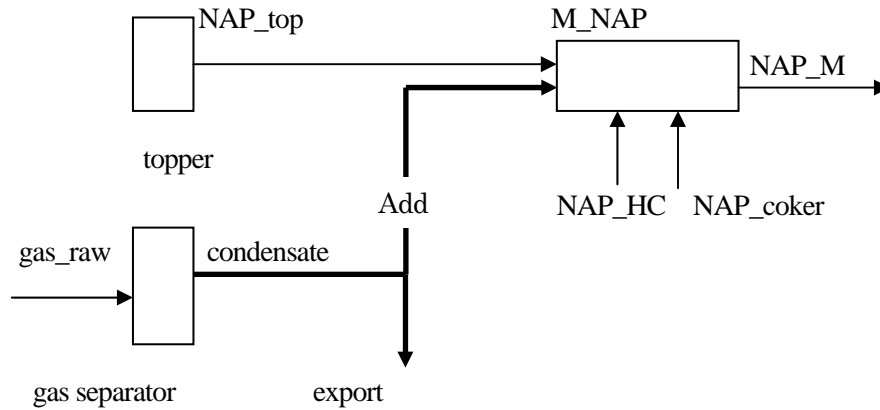 NAP_top
M_NAP
NAP_M
topper
Add
NAP_HC
NAP_coker
gas_raw
condensate
gas separator
export